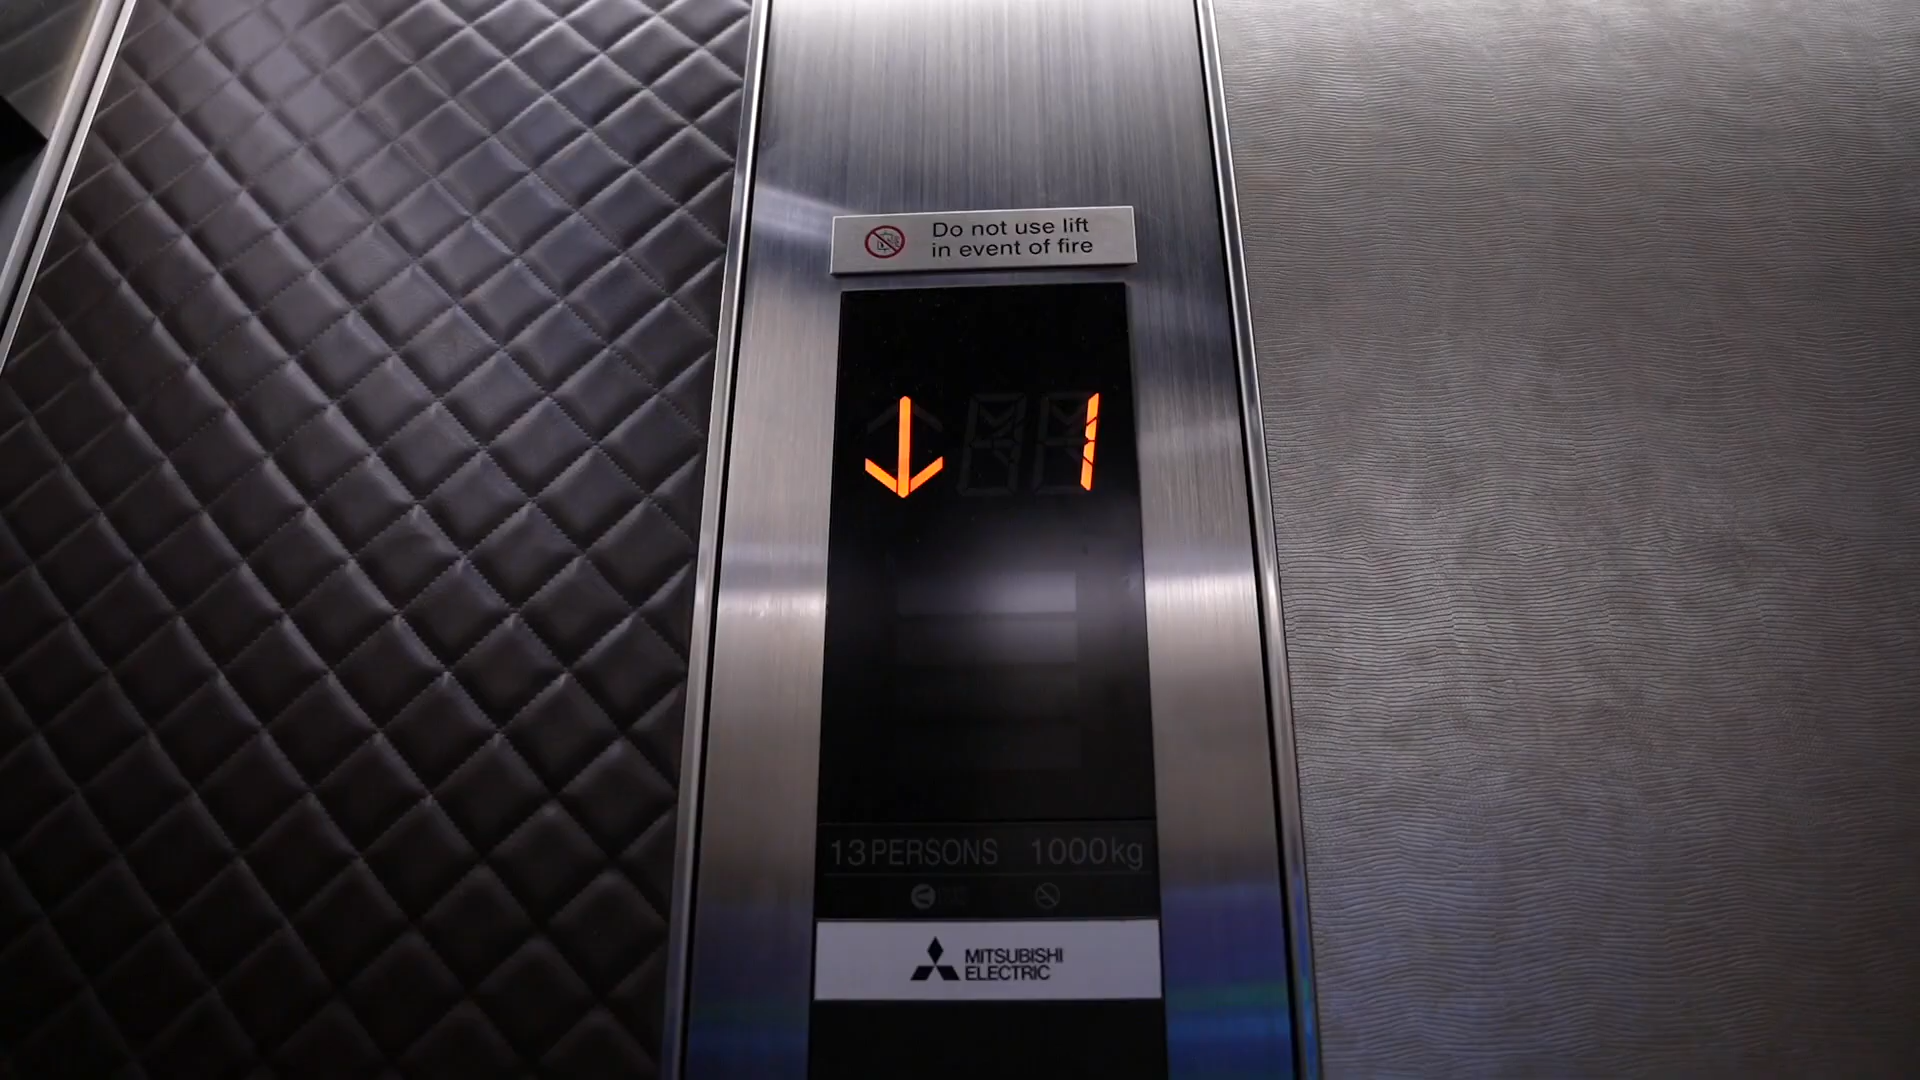 Do not use lift
in event of fire
1
13PERSONS 1000kg
MITSUBISHI
ELECTRIC